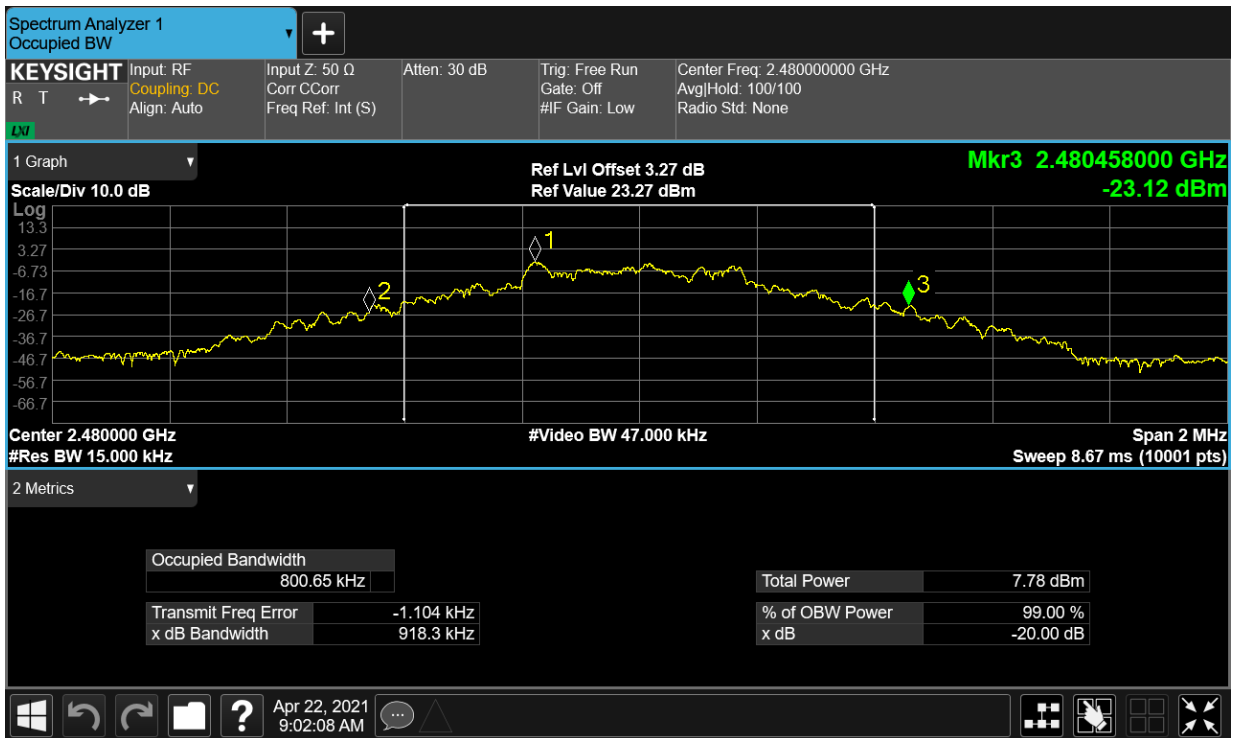 Spectrum Analyzer 1
Occupied BW
KEYSIGHT
R T
LXI
Input: RF
Coupling: DC
Align: Auto
Input Z: 50 Ω
Corr CCorr
Freq Ref: Int (S)
Atten: 30 dB
Trig: Free Run
Gate: Off
#IF Gain: Low
Center Freq: 2.480000000 GHz
Avg|Hold: 100/100
Radio Std: None
1 Graph
Scale/Div 10.0 dB
Ref Lvl Offset 3.27 dB
Ref Value 23.27 dBm
Mkr3 2.480458000 GHz
-23.12 dBm
Log
13.3
3.27
-6.73
-16.7
-26.7
-36.7
-46.7
-56.7
-66.7
1
2
3
Center 2.480000 GHz
#Res BW 15.000 kHz
#Video BW 47.000 kHz
Span 2 MHz
Sweep 8.67 ms (10001 pts)
2 Metrics
Occupied Bandwidth
800.65 kHz
Transmit Freq Error -1.104 kHz
x dB Bandwidth 918.3 kHz
Total Power 7.78 dBm
% of OBW Power 99.00 %
x dB -20.00 dB
?
Apr 22, 2021
9:02:08 AM